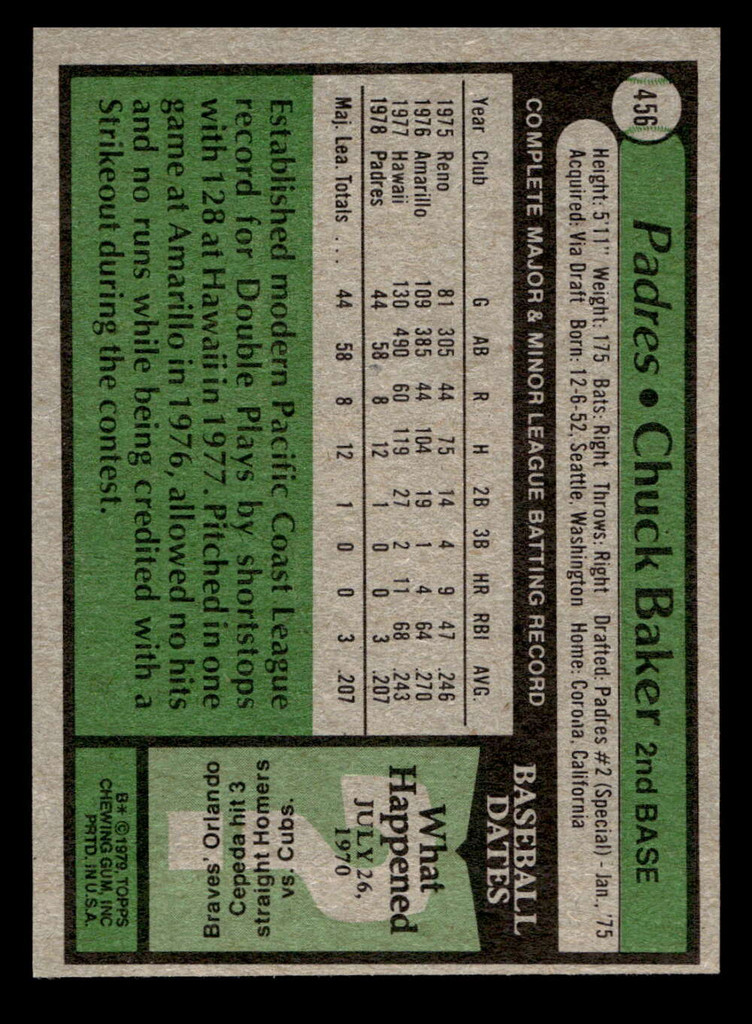 456
Padres • Chuck Baker 2nd BASE
Height: 5'11" Weight: 175 Bats: Right Throws: Right Drafted: Padres #2 (Special) - Jan., '75
Acquired: Via Draft Born: 12-6-52, Seattle, Washington Home: Corona, California
COMPLETE MAJOR & MINOR LEAGUE BATTING RECORD
Year Club G AB R H 2B 3B HR RBI AVG.
1975 Reno 81 305 44 75 14 4 9 47 .246
1976 Amarillo 109 385 44 104 19 1 4 64 .270
1977 Hawaii 130 490 60 119 27 2 11 68 .243
1978 Padres 44 58 8 12 1 0 0 3 .207
Maj. Lea. Totals .... 44 58 8 12 1 0 0 3 .207
Established modern Pacific Coast League
record for Double Plays by shortstops
with 128 at Hawaii in 1977. Pitched in one
game at Amarillo in 1976, allowed no hits
and no runs while being credited with a
Strikeout during the contest.
BASEBALL
DATES
What
Happened
JULY 26,
1970
Braves, Orlando
Cepeda hit 3
straight Homers
vs. Cubs.
B* © 1979, TOPPS
CHEWING GUM, INC
PRTD. IN U.S.A.